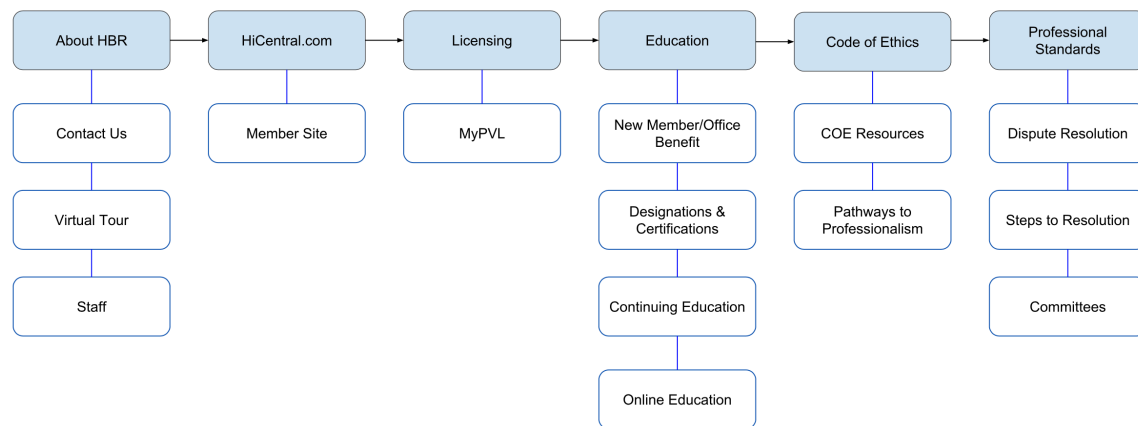 About HBR
HiCentral.com
Licensing
Education
Code of Ethics
Professional
Standards
Contact Us
Member Site
MyPVL
New Member/Office
Benefit
COE Resources
Dispute Resolution
Virtual Tour
Designations &
Certifications
Pathways to
Professionalism
Steps to Resolution
Staff
Continuing Education
Committees
Online Education